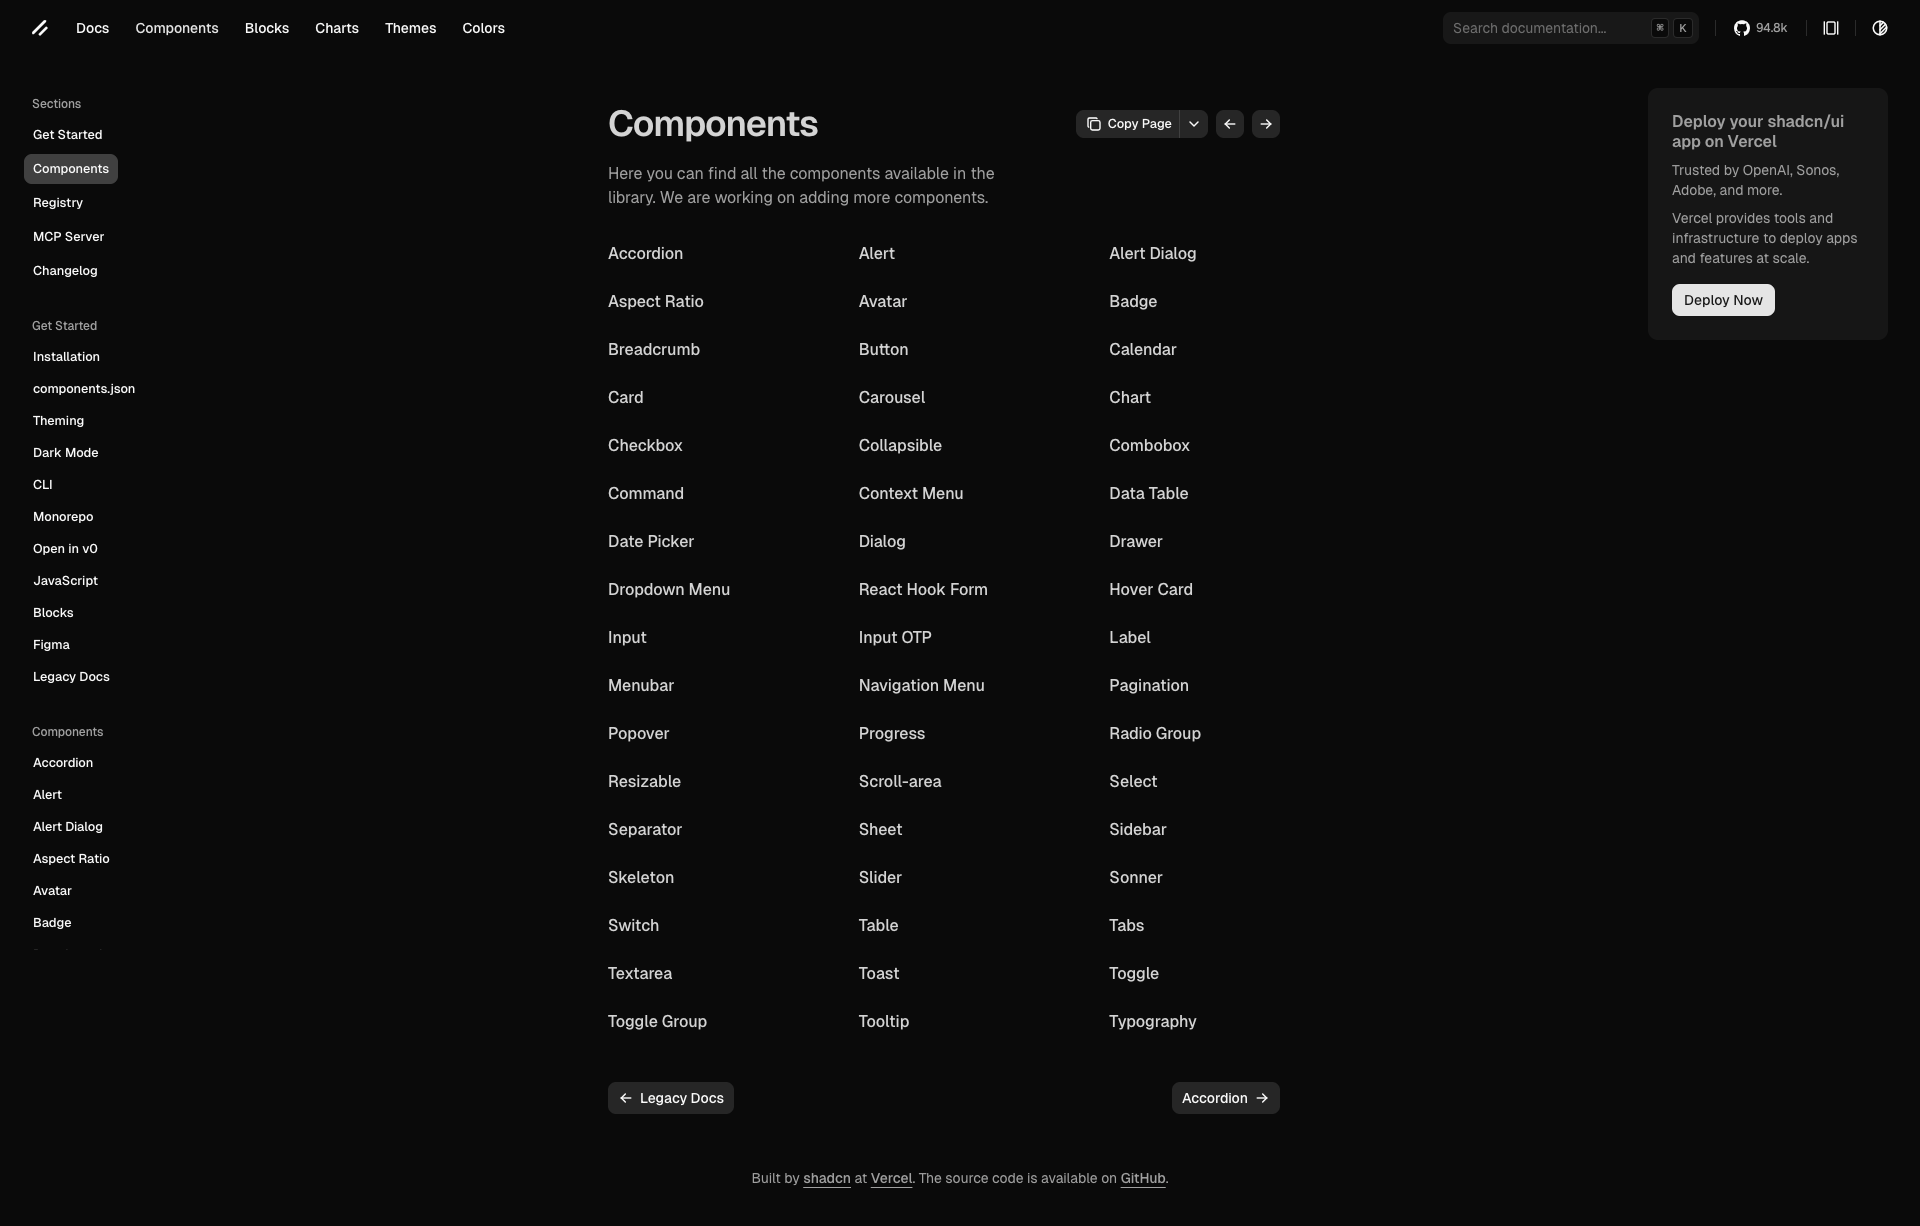 Docs
Components
Blocks
Charts
Themes
Colors
Search documentation...
⌘ K
94.8k
Sections
Get Started
Components
Registry
MCP Server
Changelog
Get Started
Installation
components.json
Theming
Dark Mode
CLI
Monorepo
Open in v0
JavaScript
Blocks
Figma
Legacy Docs
Components
Accordion
Alert
Alert Dialog
Aspect Ratio
Avatar
Badge
Components
Copy Page
Here you can find all the components available in the
library. We are working on adding more components.
Accordion
Alert
Alert Dialog
Aspect Ratio
Avatar
Badge
Breadcrumb
Button
Calendar
Card
Carousel
Chart
Checkbox
Collapsible
Combobox
Command
Context Menu
Data Table
Date Picker
Dialog
Drawer
Dropdown Menu
React Hook Form
Hover Card
Input
Input OTP
Label
Menubar
Navigation Menu
Pagination
Popover
Progress
Radio Group
Resizable
Scroll-area
Select
Separator
Sheet
Sidebar
Skeleton
Slider
Sonner
Switch
Table
Tabs
Textarea
Toast
Toggle
Toggle Group
Tooltip
Typography
Legacy Docs
Accordion
Deploy your shadcn/ui
app on Vercel
Trusted by OpenAI, Sonos,
Adobe, and more.
Vercel provides tools and
infrastructure to deploy apps
and features at scale.
Deploy Now
Built by shadcn at Vercel. The source code is available on GitHub.